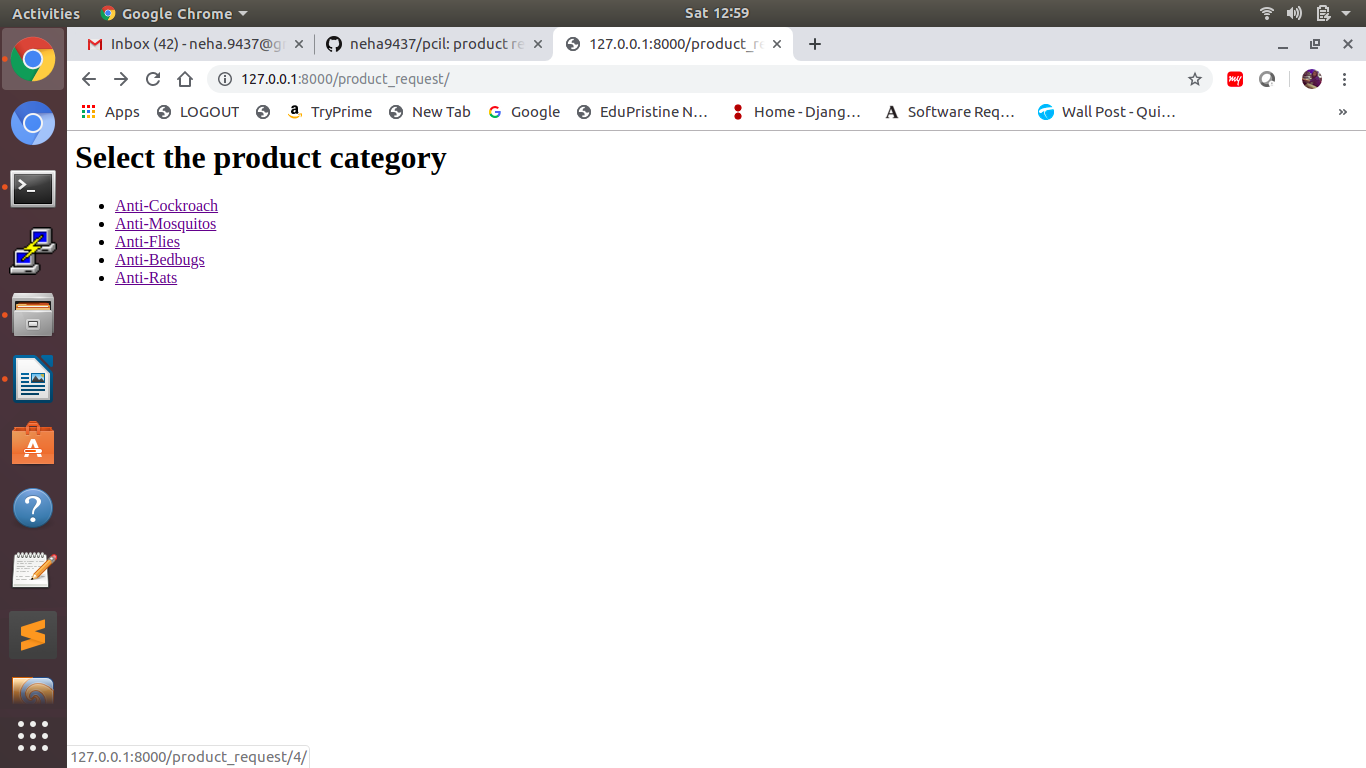 Activities Google Chrome Sat 12:59
Inbox (42) - neha.9437@g neha9437/pcil: product re 127.0.0.1:8000/product_r
127.0.0.1:8000/product_request/ my
Apps LOGOUT TryPrime New Tab Google EduPristine N… Home - Djang… Software Req… Wall Post - Qui… »
Select the product category
Anti-Cockroach
Anti-Mosquitos
Anti-Flies
Anti-Bedbugs
Anti-Rats
127.0.0.1:8000/product_request/4/